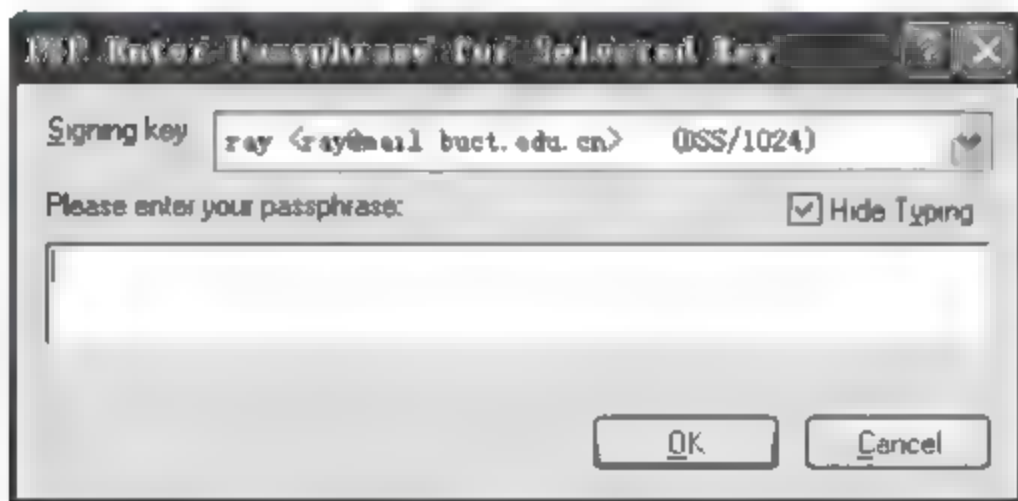 PGP Enter Passphrase for Selected Key
Signing key ray <ray@mail buct.edu.cn> (DSS/1024)
Please enter your passphrase: Hide Typing
OK Cancel